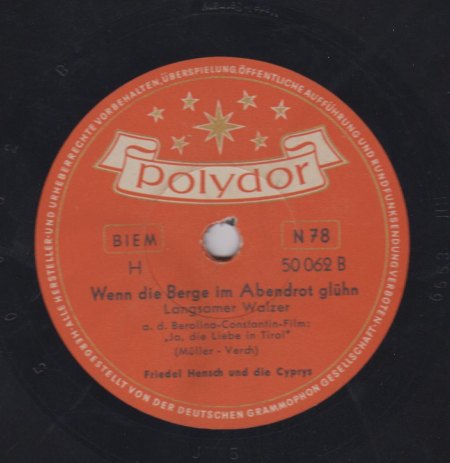 ALLE HERSTELLER- UND URHEBERRECHTE VORBEHALTEN, ÜBERSPIELUNG, ÖFFENTLICHE AUFFÜHRUNG UND RUNDFUNKSENDUNG VERBOTEN.
polydor
BIEM N 78
H 50 062 B
Wenn die Berge im Abendrot glühn
Langsamer Walzer
a. d. Berolina-Constantin-Film:
„Ja, die Liebe in Tirol"
(Müller - Verch)
Friedel Hensch und die Cyprys
HERGESTELLT VON DER DEUTSCHEN GRAMMOPHON GESELLSCHAFT